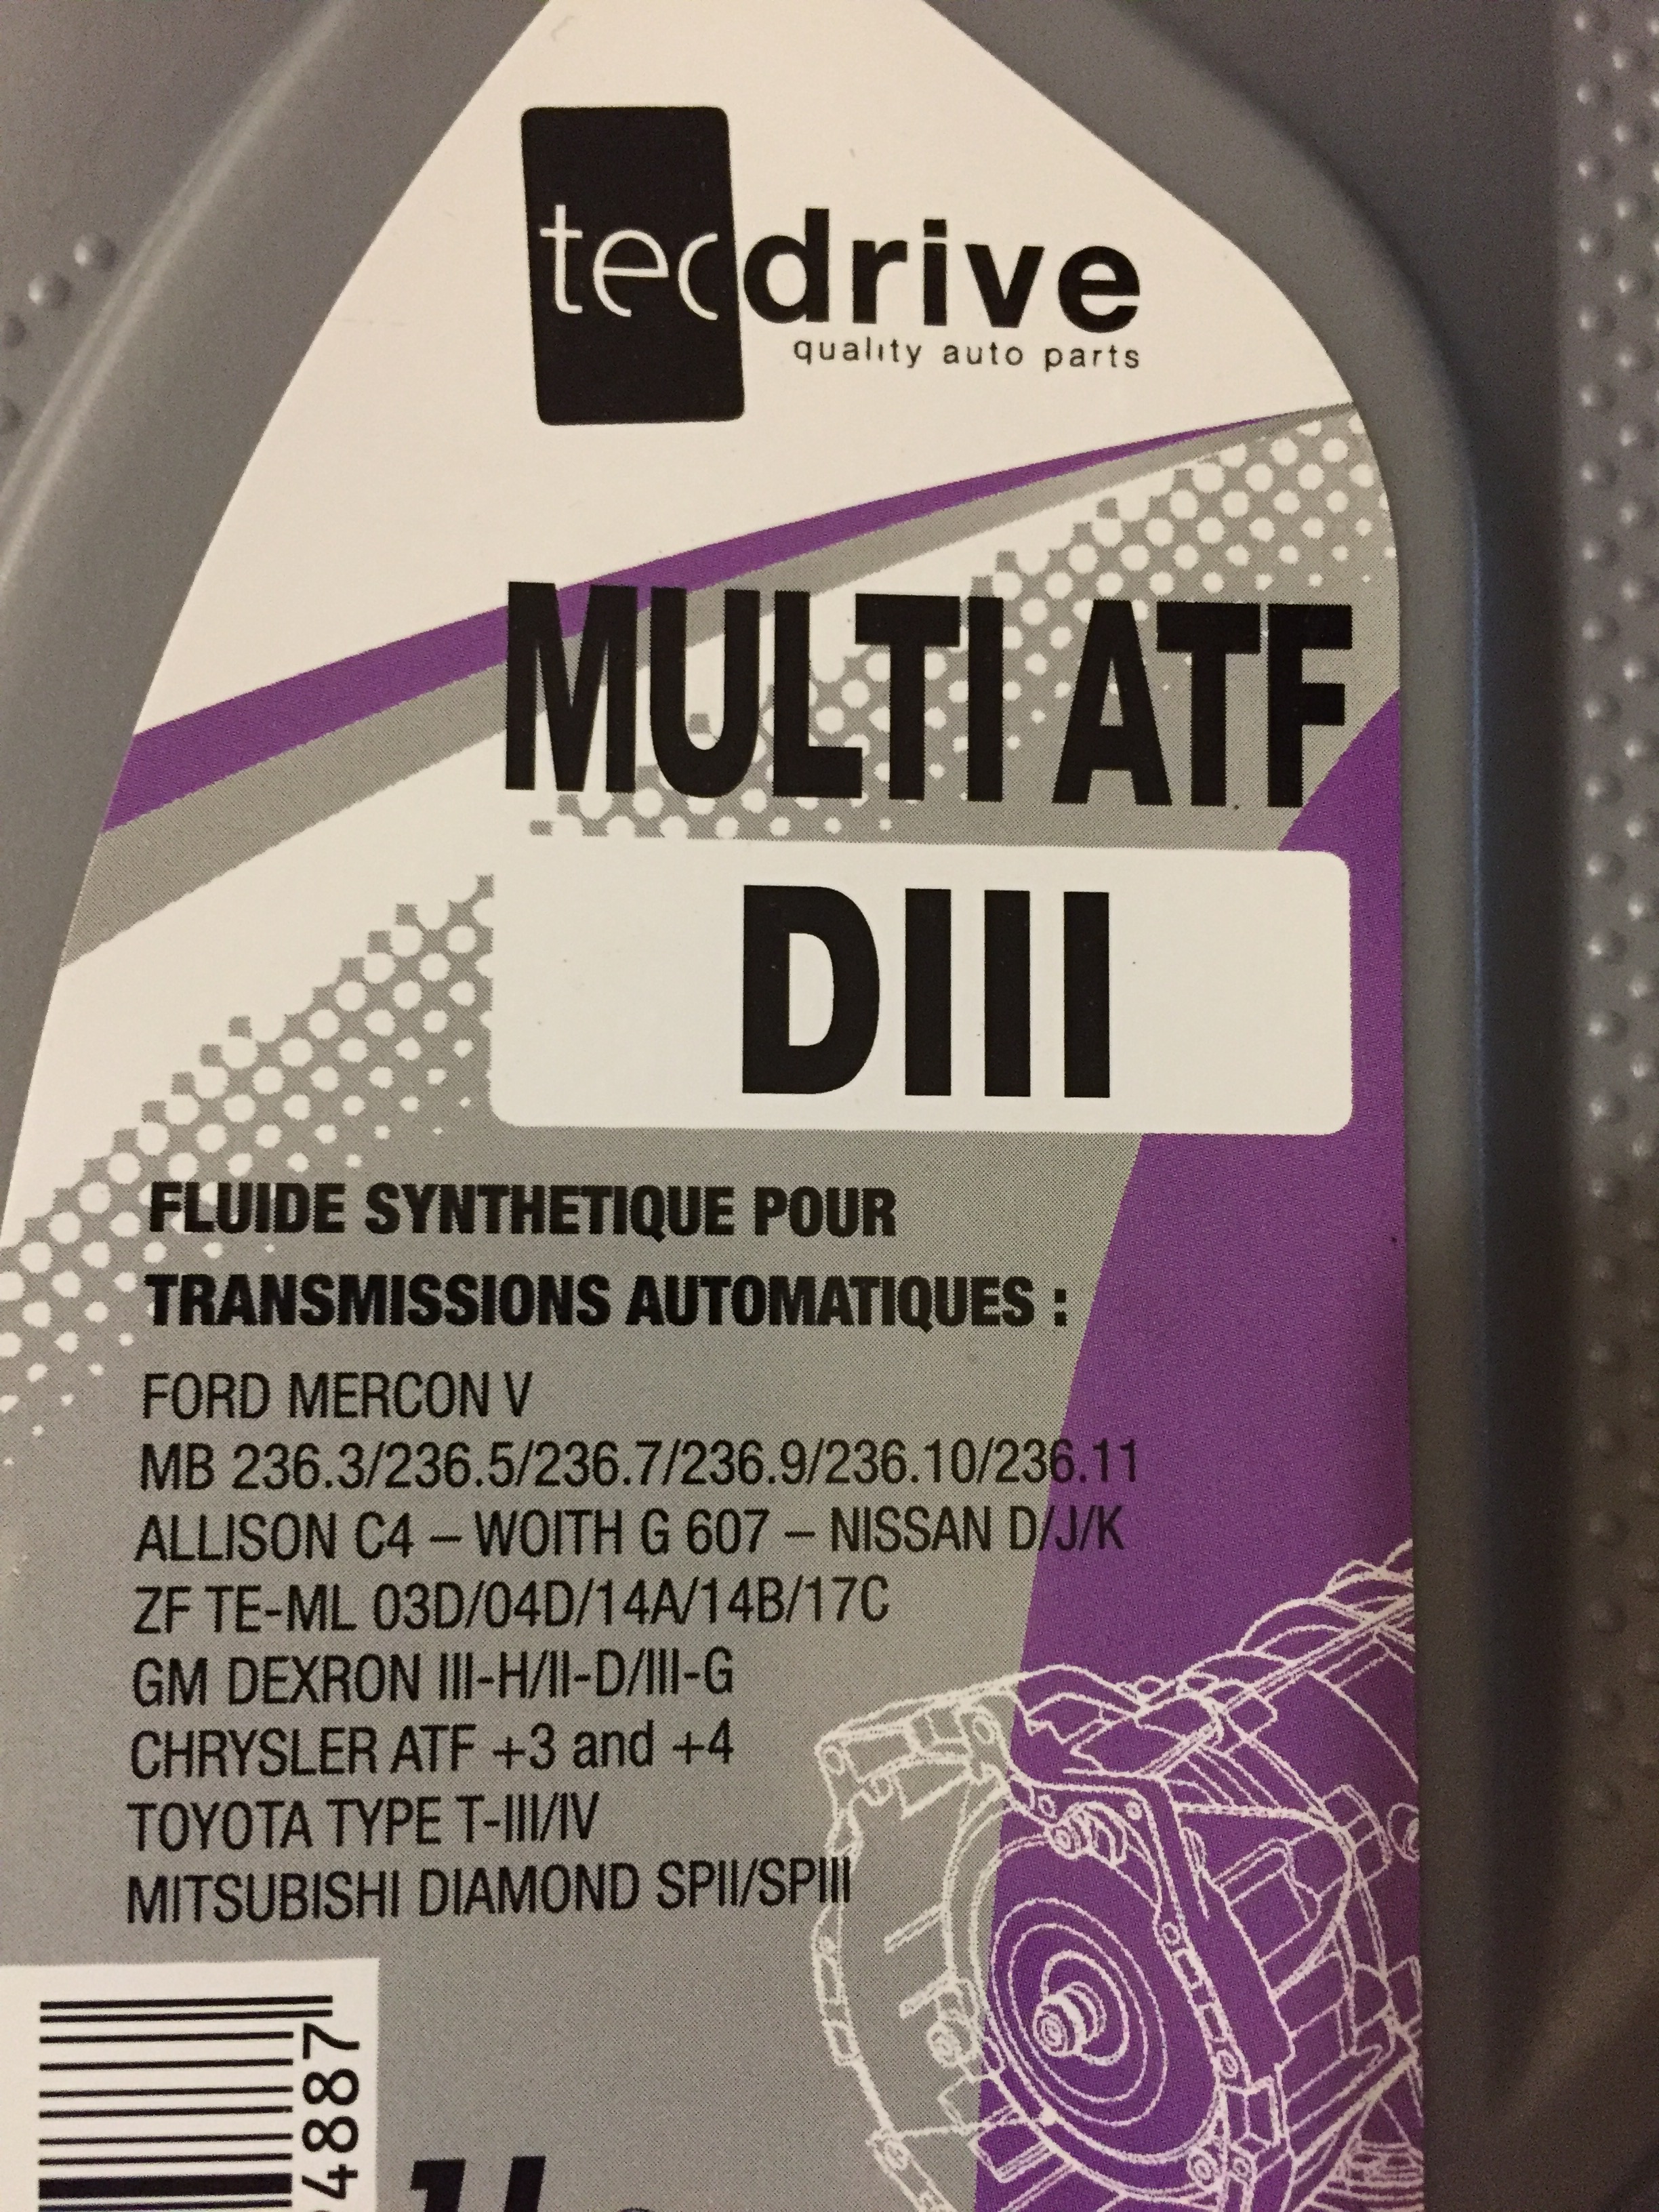 tecdrive
quality auto parts
MULTI ATF
DIII
FLUIDE SYNTHETIQUE POUR
TRANSMISSIONS AUTOMATIQUES :
FORD MERCON V
MB 236.3/236.5/236.7/236.9/236.10/236.11
ALLISON C4 – WOITH G 607 – NISSAN D/J/K
ZF TE-ML 03D/04D/14A/14B/17C
GM DEXRON III-H/II-D/III-G
CHRYSLER ATF +3 and +4
TOYOTA TYPE T-III/IV
MITSUBISHI DIAMOND SPII/SPIII
4887